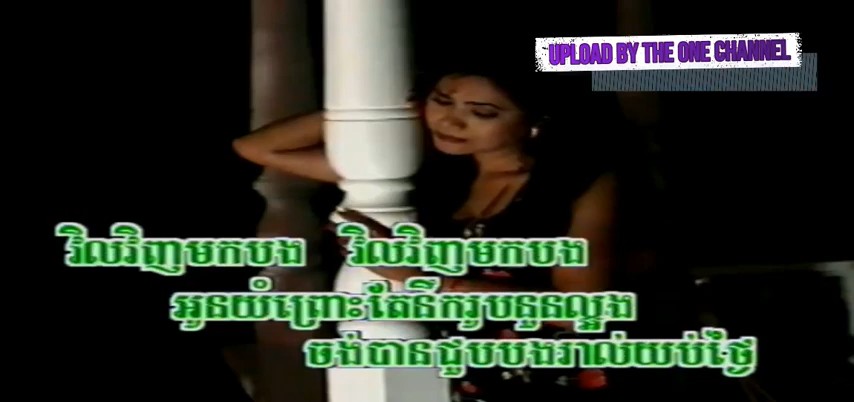 UPLOAD BY THE ONE CHANNEL
វិលវិញមកបង វិលវិញមកបង
អូនយំព្រោះតែនឹករូបនួនល្អង
ចង់បានជួបបងរាល់យប់ថ្ងៃ